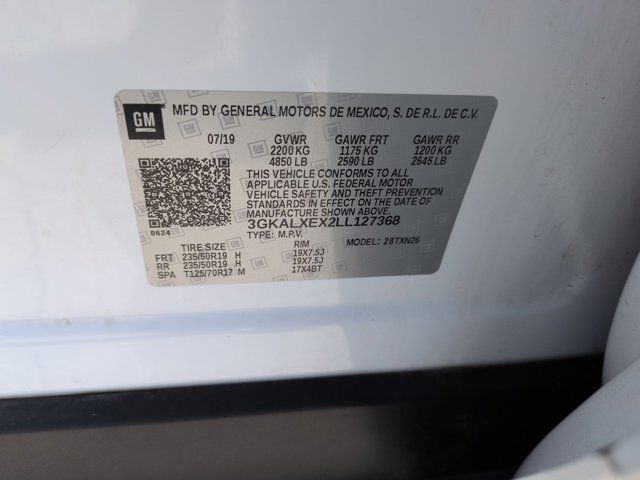 GM MFD BY GENERAL MOTORS DE MEXICO, S. DE R.L. DE C.V.
07/19 GVWR GAWR FRT GAWR RR
2200 KG 1175 KG 1200 KG
4850 LB 2590 LB 2645 LB
THIS VEHICLE CONFORMS TO ALL
APPLICABLE U.S. FEDERAL MOTOR
VEHICLE SAFETY AND THEFT PREVENTION
STANDARDS IN EFFECT ON THE DATE OF
MANUFACTURE SHOWN ABOVE.
3GKALXEX2LL127368
8624 TYPE: M.P.V. MODEL: 28TXN26
TIRE SIZE RIM
FRT 235/50R19 H 19X7.5J
RR 235/50R19 H 19X7.5J
SPA T125/70R17 M 17X4BT